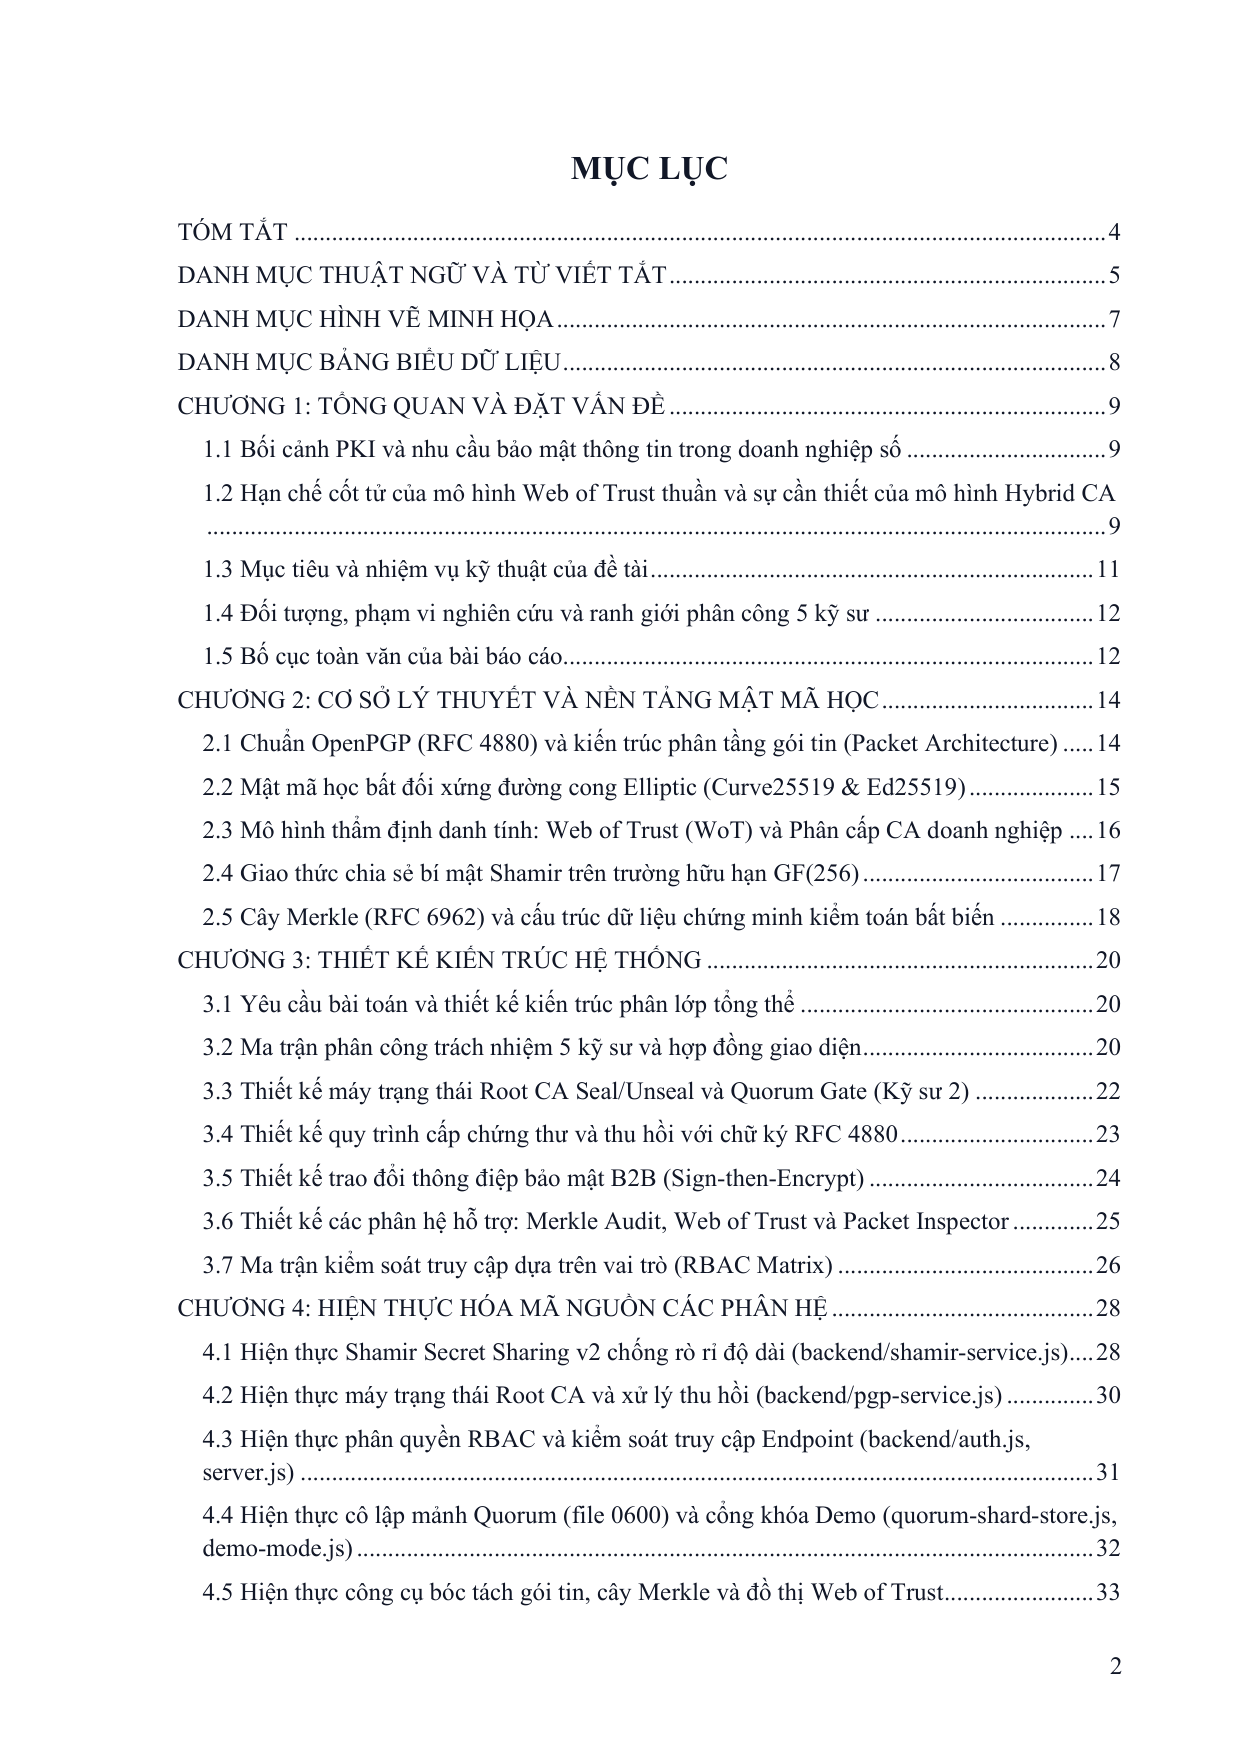 MỤC LỤC
TÓM TẮT ........ 4
DANH MỤC THUẬT NGỮ VÀ TỪ VIẾT TẮT ........ 5
DANH MỤC HÌNH VẼ MINH HỌA ........ 7
DANH MỤC BẢNG BIỂU DỮ LIỆU ........ 8
CHƯƠNG 1: TỔNG QUAN VÀ ĐẶT VẤN ĐỀ ........ 9
1.1 Bối cảnh PKI và nhu cầu bảo mật thông tin trong doanh nghiệp số ........ 9
1.2 Hạn chế cốt tử của mô hình Web of Trust thuần và sự cần thiết của mô hình Hybrid CA
........ 9
1.3 Mục tiêu và nhiệm vụ kỹ thuật của đề tài ........ 11
1.4 Đối tượng, phạm vi nghiên cứu và ranh giới phân công 5 kỹ sư ........ 12
1.5 Bố cục toàn văn của bài báo cáo ........ 12
CHƯƠNG 2: CƠ SỞ LÝ THUYẾT VÀ NỀN TẢNG MẬT MÃ HỌC ........ 14
2.1 Chuẩn OpenPGP (RFC 4880) và kiến trúc phân tầng gói tin (Packet Architecture) ..... 14
2.2 Mật mã học bất đối xứng đường cong Elliptic (Curve25519 & Ed25519) ........ 15
2.3 Mô hình thẩm định danh tính: Web of Trust (WoT) và Phân cấp CA doanh nghiệp .... 16
2.4 Giao thức chia sẻ bí mật Shamir trên trường hữu hạn GF(256) ........ 17
2.5 Cây Merkle (RFC 6962) và cấu trúc dữ liệu chứng minh kiểm toán bất biến ........ 18
CHƯƠNG 3: THIẾT KẾ KIẾN TRÚC HỆ THỐNG ........ 20
3.1 Yêu cầu bài toán và thiết kế kiến trúc phân lớp tổng thể ........ 20
3.2 Ma trận phân công trách nhiệm 5 kỹ sư và hợp đồng giao diện ........ 20
3.3 Thiết kế máy trạng thái Root CA Seal/Unseal và Quorum Gate (Kỹ sư 2) ........ 22
3.4 Thiết kế quy trình cấp chứng thư và thu hồi với chữ ký RFC 4880 ........ 23
3.5 Thiết kế trao đổi thông điệp bảo mật B2B (Sign-then-Encrypt) ........ 24
3.6 Thiết kế các phân hệ hỗ trợ: Merkle Audit, Web of Trust và Packet Inspector ........ 25
3.7 Ma trận kiểm soát truy cập dựa trên vai trò (RBAC Matrix) ........ 26
CHƯƠNG 4: HIỆN THỰC HÓA MÃ NGUỒN CÁC PHÂN HỆ ........ 28
4.1 Hiện thực Shamir Secret Sharing v2 chống rò rỉ độ dài (backend/shamir-service.js) .... 28
4.2 Hiện thực máy trạng thái Root CA và xử lý thu hồi (backend/pgp-service.js) ........ 30
4.3 Hiện thực phân quyền RBAC và kiểm soát truy cập Endpoint (backend/auth.js,
server.js) ........ 31
4.4 Hiện thực cô lập mảnh Quorum (file 0600) và cổng khóa Demo (quorum-shard-store.js,
demo-mode.js) ........ 32
4.5 Hiện thực công cụ bóc tách gói tin, cây Merkle và đồ thị Web of Trust ........ 33
2